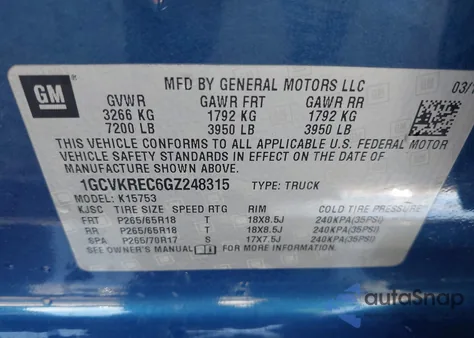 GM
MFD BY GENERAL MOTORS LLC 03/
GVWR GAWR FRT GAWR RR
3266 KG 1792 KG 1792 KG
7200 LB 3950 LB 3950 LB
THIS VEHICLE CONFORMS TO ALL APPLICABLE U.S. FEDERAL MOTOR
VEHICLE SAFETY STANDARDS IN EFFECT ON THE DATE OF
MANUFACTURE SHOWN ABOVE.
1GCVKREC6GZ248315 TYPE: TRUCK
MODEL: K15753
KJSC TIRE SIZE SPEED RTG RIM COLD TIRE PRESSURE
FRT P265/65R18 T 18X8.5J 240KPA(35PSI)
RR P265/65R18 T 18X8.5J 240KPA(35PSI)
SPA P265/70R17 S 17X7.5J 240KPA(35PSI)
SEE OWNER'S MANUAL FOR MORE INFORMATION.
autoSnap